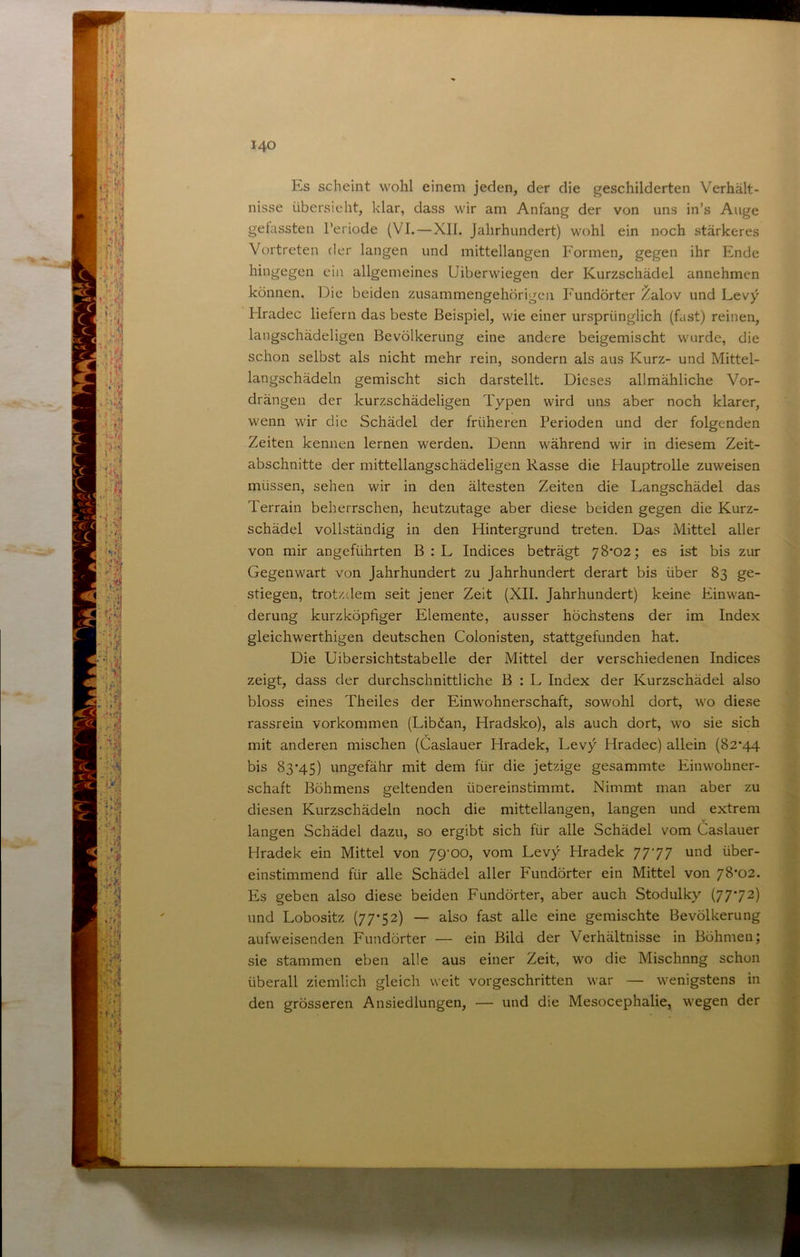 140
Es scheint wohl einem jeden, der die geschilderten Verhält-
nisse übersieht, klar, dass wir am Anfang der von uns in's Auge
gefassten Periode (VI.—XII. Jahrhundert) wohl ein noch stärkeres
Vortreten der langen und mittellangen Formen, gegen ihr Ende
hingegen ein allgemeines Uiberwiegen der Kurzschädel annehmen
können. Die beiden zusammengehörigen Fundörter Žalov und Levý
Hradec liefern das beste Beispiel, wie einer ursprünglich (fast) reinen,
langschädeligen Bevölkerung eine andere beigemischt wurde, die
schon selbst als nicht mehr rein, sondern als aus Kurz- und Mittel-
langschädeln gemischt sich darstellt. Dieses allmähliche Vor-
drängen der kurzschädeligen Typen wird uns aber noch klarer,
wenn wir die Schädel der früheren Perioden und der folgenden
Zeiten kennen lernen werden. Denn während wir in diesem Zeit-
abschnitte der mittellangschädeligen Rasse die Hauptrolle zuweisen
müssen, sehen wir in den ältesten Zeiten die Langschädel das
Terrain beherrschen, heutzutage aber diese beiden gegen die Kurz-
schädel vollständig in den Hintergrund treten. Das Mittel aller
von mir angeführten B : L Indices beträgt 78·02; es ist bis zur
Gegenwart von Jahrhundert zu Jahrhundert derart bis über 83 ge-
stiegen, trotzdem seit jener Zeit (XII. Jahrhundert) keine Einwan-
derung kurzköpfiger Elemente, ausser höchstens der im Index
gleichwerthigen deutschen Colonisten, stattgefunden hat.
Die Uibersichtstabelle der Mittel der verschiedenen Indices
zeigt, dass der durchschnittliche B : L Index der Kurzschädel also
bloss eines Theiles der Einwohnerschaft, sowohl dort, wo diese
rassrein vorkommen (Libčan, Hradsko), als auch dort, wo sie sich
mit anderen mischen (Časlauer Hradek, Levý Hradec) allein (82·44
bis 83·45) ungefähr mit dem für die jetzige gesammte Einwohner-
schaft Böhmens geltenden übereinstimmt. Nimmt man aber zu
diesen Kurzschädeln noch die mittellangen, langen und extrem
langen Schädel dazu, so ergibt sich für alle Schädel vom Časlauer
Hradek ein Mittel von 79·00, vom Levý Hradek 77·77 und über-
einstimmend für alle Schädel aller Fundörter ein Mittel von 78·02.
Es geben also diese beiden Fundörter, aber auch Stodulky (77·72)
und Lobositz (77·52) — also fast alle eine gemischte Bevölkerung
aufweisenden Fundörter — ein Bild der Verhältnisse in Böhmen;
sie stammen eben alle aus einer Zeit, wo die Mischnng schon
überall ziemlich gleich weit vorgeschritten war — wenigstens in
den grösseren Ansiedlungen, — und die Mesocephalie, wegen der